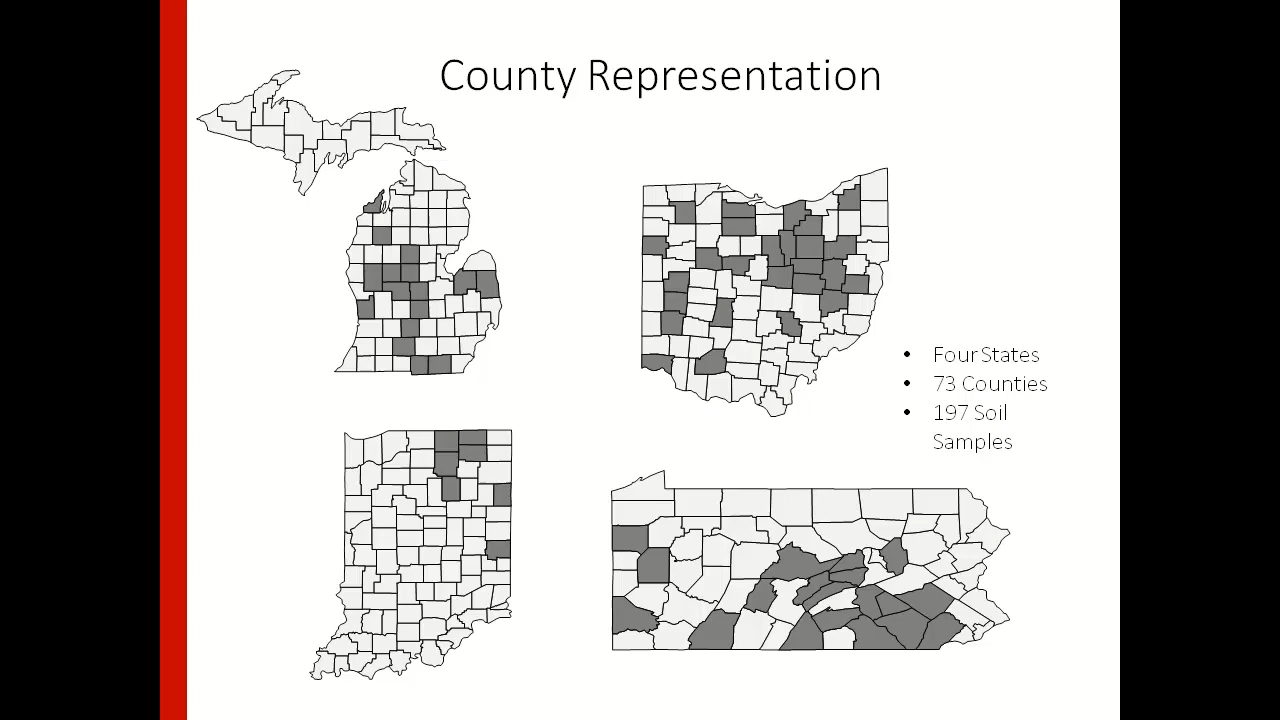 County Representation
• Four States
• 73 Counties
• 197 Soil
Samples